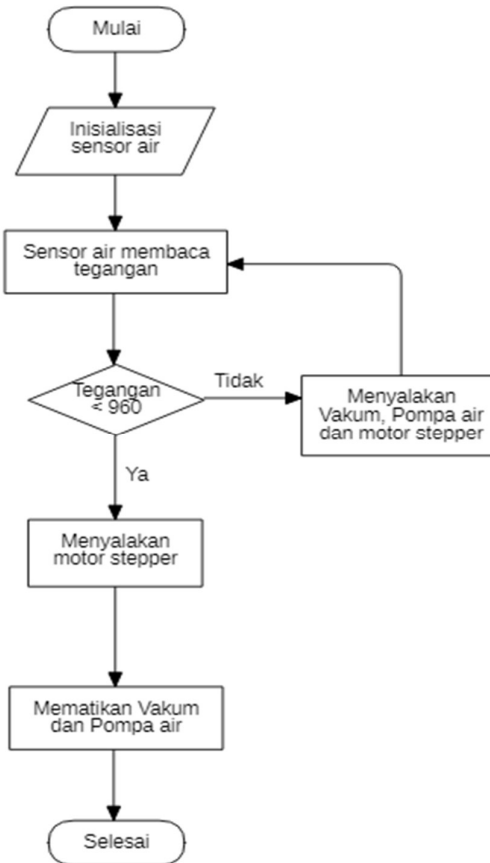 Mulai
Inisialisasi
sensor air
Sensor air membaca
tegangan
Tegangan
< 960
Tidak
Menyalakan
Vakum, Pompa air
dan motor stepper
Ya
Menyalakan
motor stepper
Mematikan Vakum
dan Pompa air
Selesai